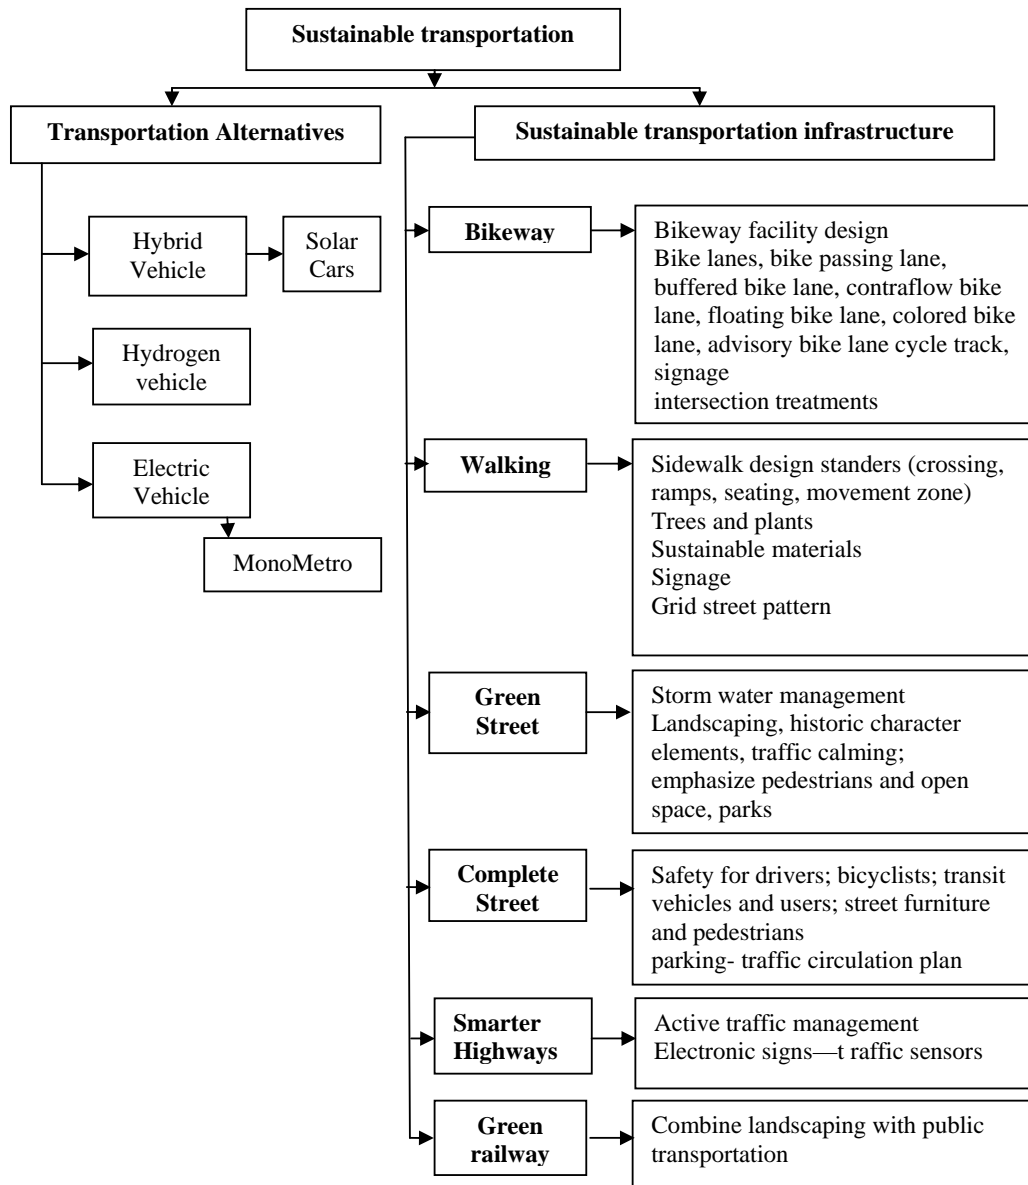 Sustainable transportation
Transportation Alternatives
Sustainable transportation infrastructure
Hybrid
Vehicle
Solar
Cars
Hydrogen
vehicle
Electric
Vehicle
MonoMetro
Bikeway
Bikeway facility design
Bike lanes, bike passing lane,
buffered bike lane, contraflow bike
lane, floating bike lane, colored bike
lane, advisory bike lane cycle track,
signage
intersection treatments
Walking
Sidewalk design standers (crossing,
ramps, seating, movement zone)
Trees and plants
Sustainable materials
Signage
Grid street pattern
Green
Street
Storm water management
Landscaping, historic character
elements, traffic calming;
emphasize pedestrians and open
space, parks
Complete
Street
Safety for drivers; bicyclists; transit
vehicles and users; street furniture
and pedestrians
parking- traffic circulation plan
Smarter
Highways
Active traffic management
Electronic signs—t raffic sensors
Green
railway
Combine landscaping with public
transportation